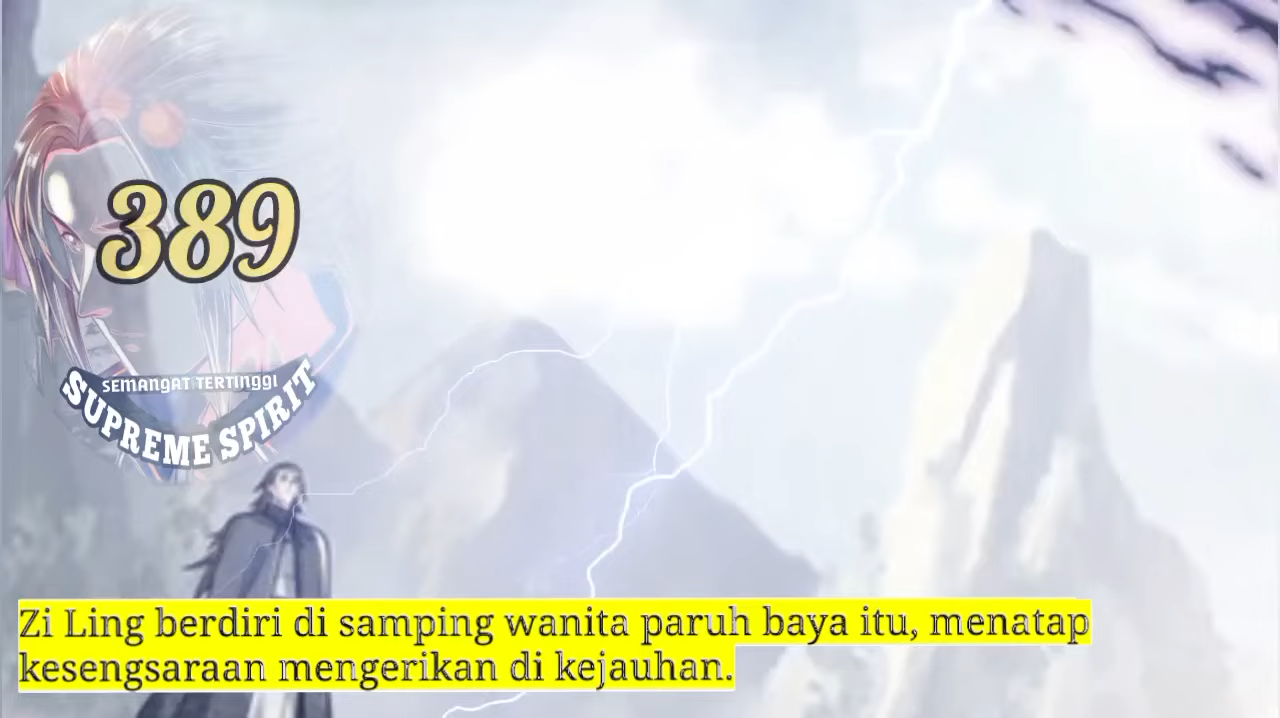 389
SEMANGAT TERTINGGI
SUPREME SPIRIT
Zi Ling berdiri di samping wanita paruh baya itu, menatap
kesengsaraan mengerikan di kejauhan.